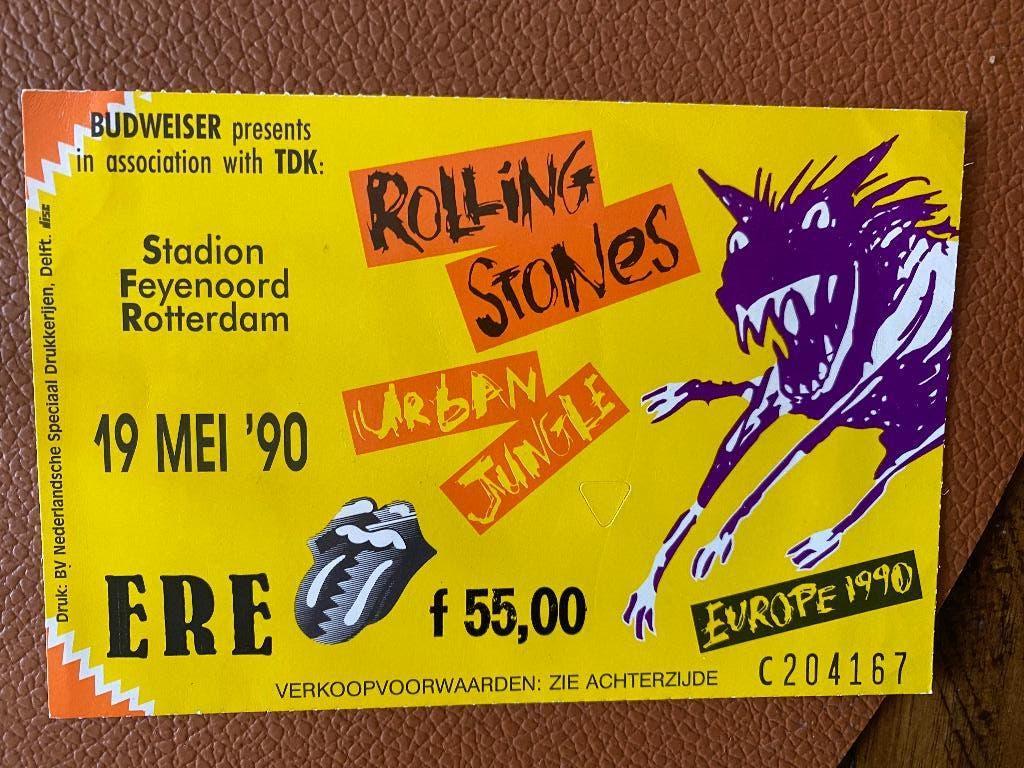 BUDWEISER presents
in association with TDK:
ROLLING
STONES
Stadion
Feyenoord
Rotterdam
URBAN
JUNGLE
19 MEI '90
ERE
f 55,00
EUROPE 1990
VERKOOPVOORWAARDEN: ZIE ACHTERZIJDE
C204167
Druk: BV Nederlandsche Speciaal Drukkerijen, Delft. disc